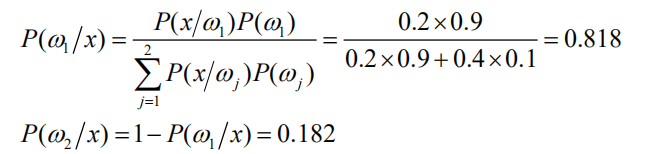 P(ω₁/x) = P(x/ω₁)P(ω₁) / ∑_{j=1}^{2} P(x/ω_j)P(ω_j) = 0.2×0.9 / 0.2×0.9+0.4×0.1 = 0.818
P(ω₂/x) = 1 − P(ω₁/x) = 0.182